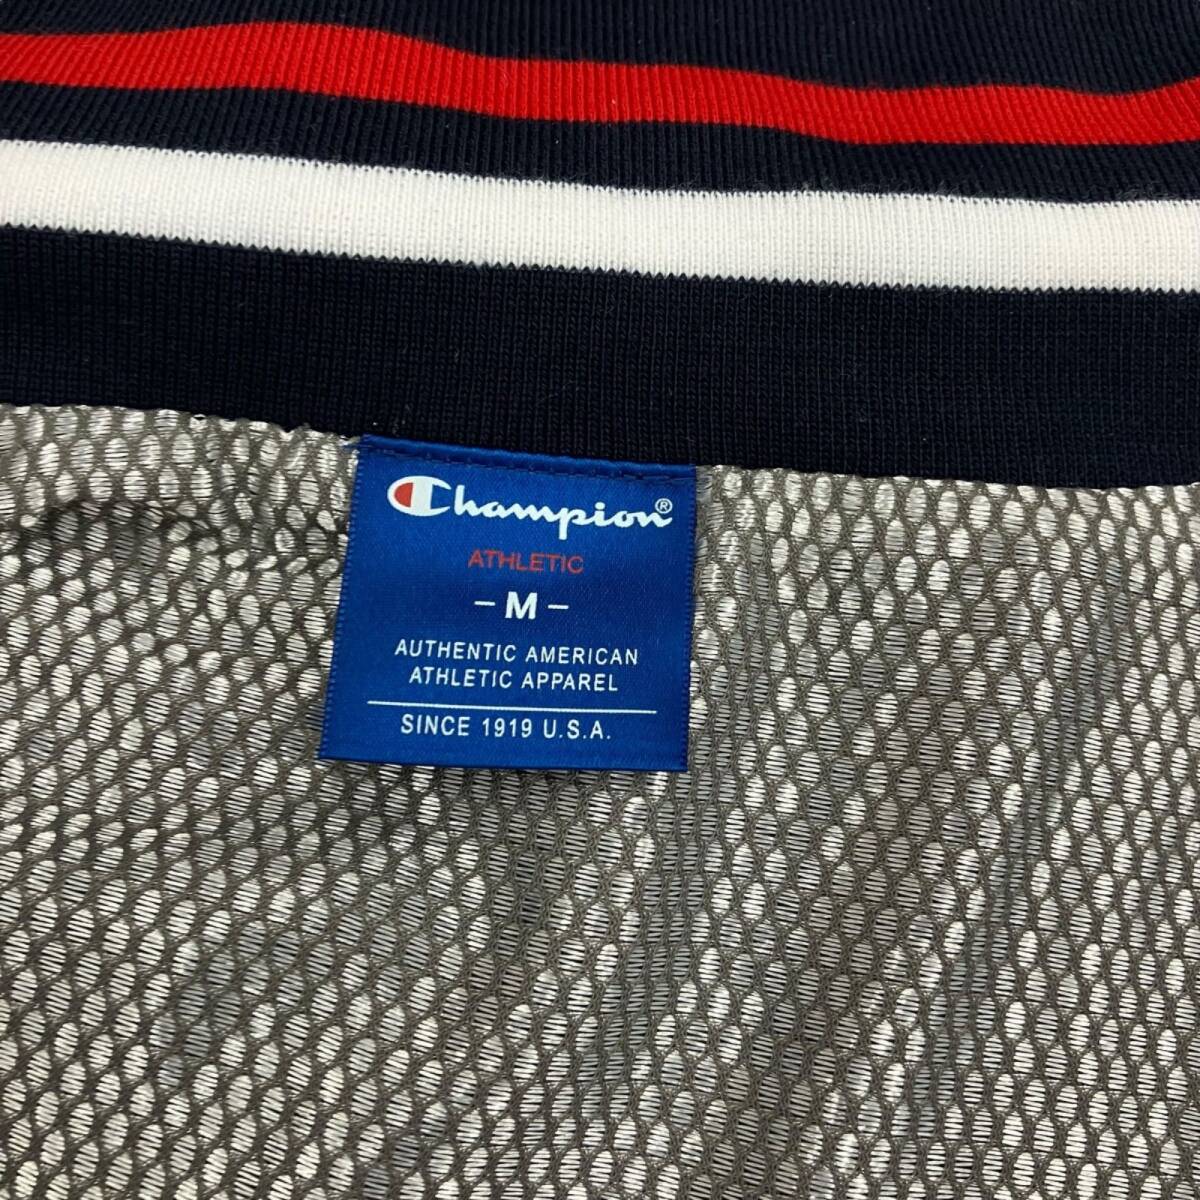 Champion®
ATHLETIC
- M -
AUTHENTIC AMERICAN
ATHLETIC APPAREL
SINCE 1919 U.S.A.